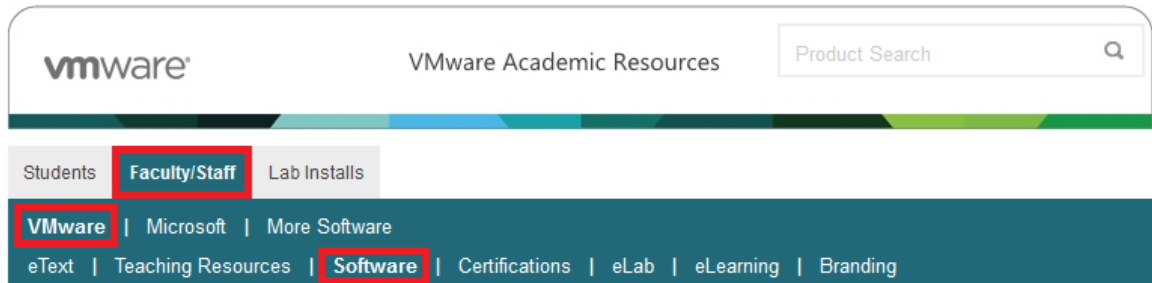 vmware®
VMware Academic Resources
Product Search
Students Faculty/Staff Lab Installs
VMware | Microsoft | More Software
eText | Teaching Resources | Software | Certifications | eLab | eLearning | Branding